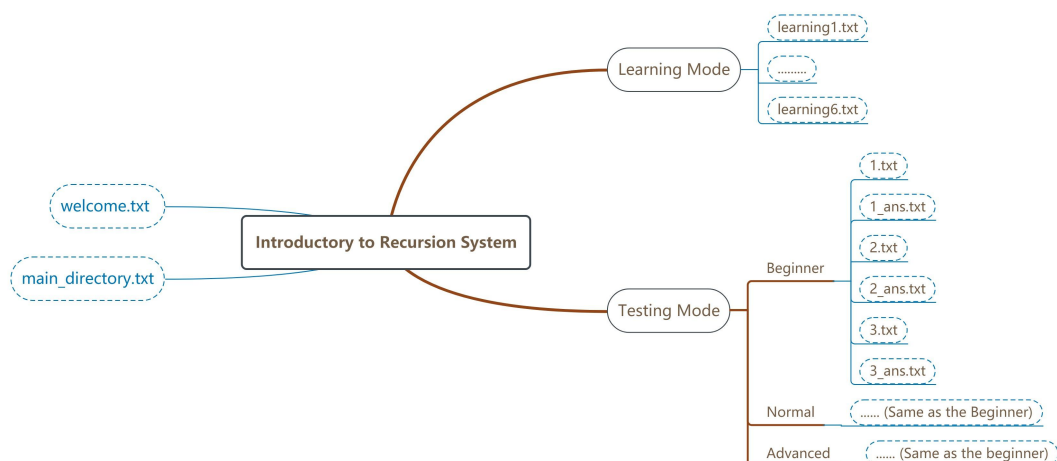 learning1.txt
Learning Mode
.........
learning6.txt
welcome.txt
Introductory to Recursion System
main_directory.txt
1.txt
1_ans.txt
2.txt
Beginner
2_ans.txt
Testing Mode
3.txt
3_ans.txt
Normal
...... (Same as the Beginner)
Advanced
...... (Same as the beginner)